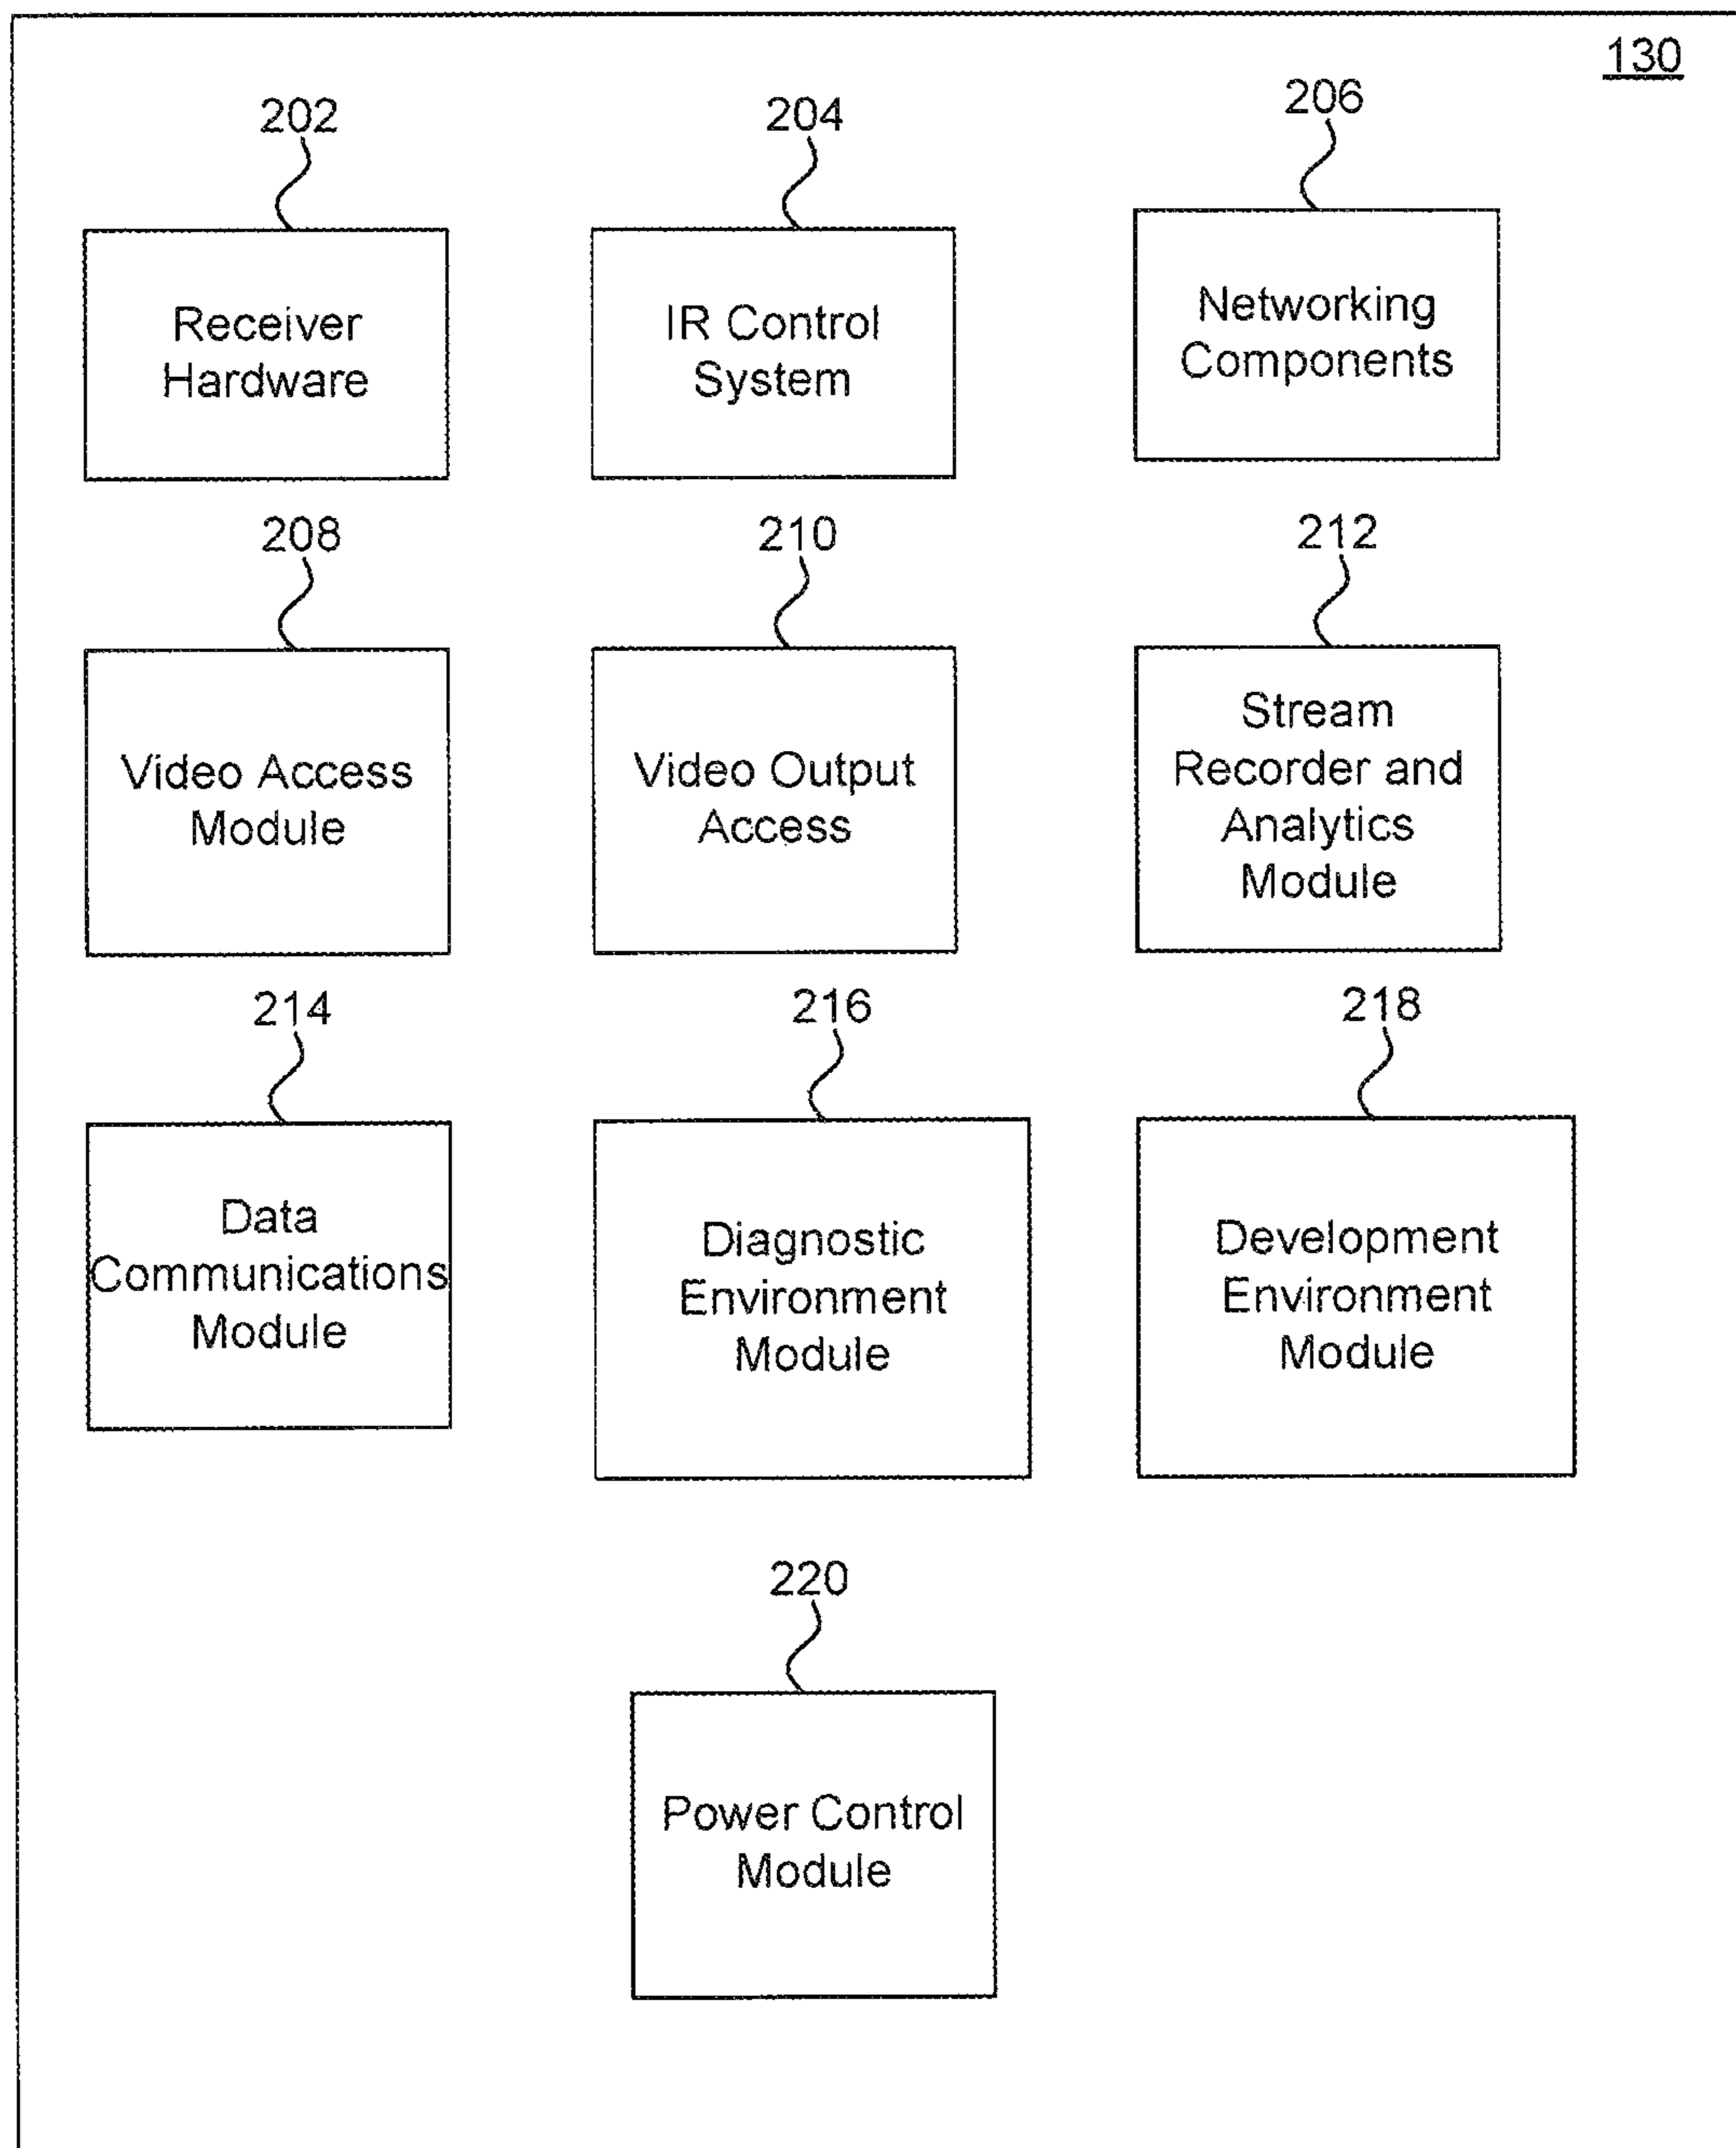 130
202
204
206
Receiver
Hardware
IR Control
System
Networking
Components
208
210
212
Video Access
Module
Video Output
Access
Stream
Recorder and
Analytics
Module
214
216
218
Data
Communications
Module
Diagnostic
Environment
Module
Development
Environment
Module
220
Power Control
Module